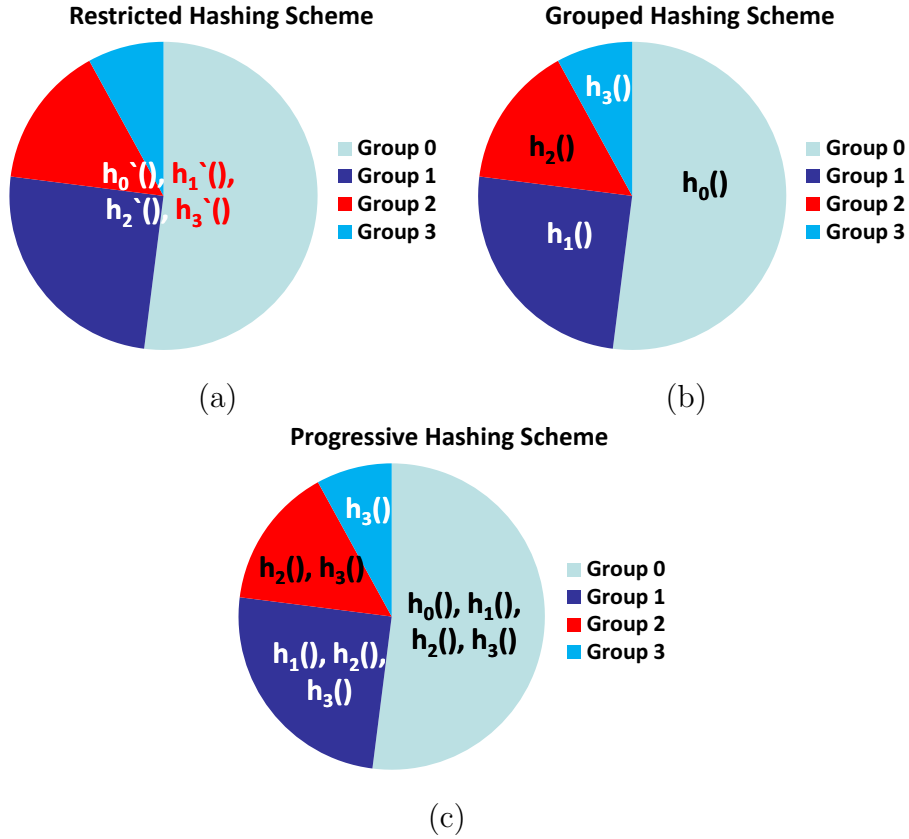 Restricted Hashing Scheme
h₀`(), h₁`(),
h₂`(), h₃`()
Group 0
Group 1
Group 2
Group 3
(a)
Grouped Hashing Scheme
h₃()
h₂()
h₀()
h₁()
Group 0
Group 1
Group 2
Group 3
(b)
Progressive Hashing Scheme
h₃()
h₂(), h₃()
h₀(), h₁(),
h₂(), h₃()
h₁(), h₂(),
h₃()
Group 0
Group 1
Group 2
Group 3
(c)